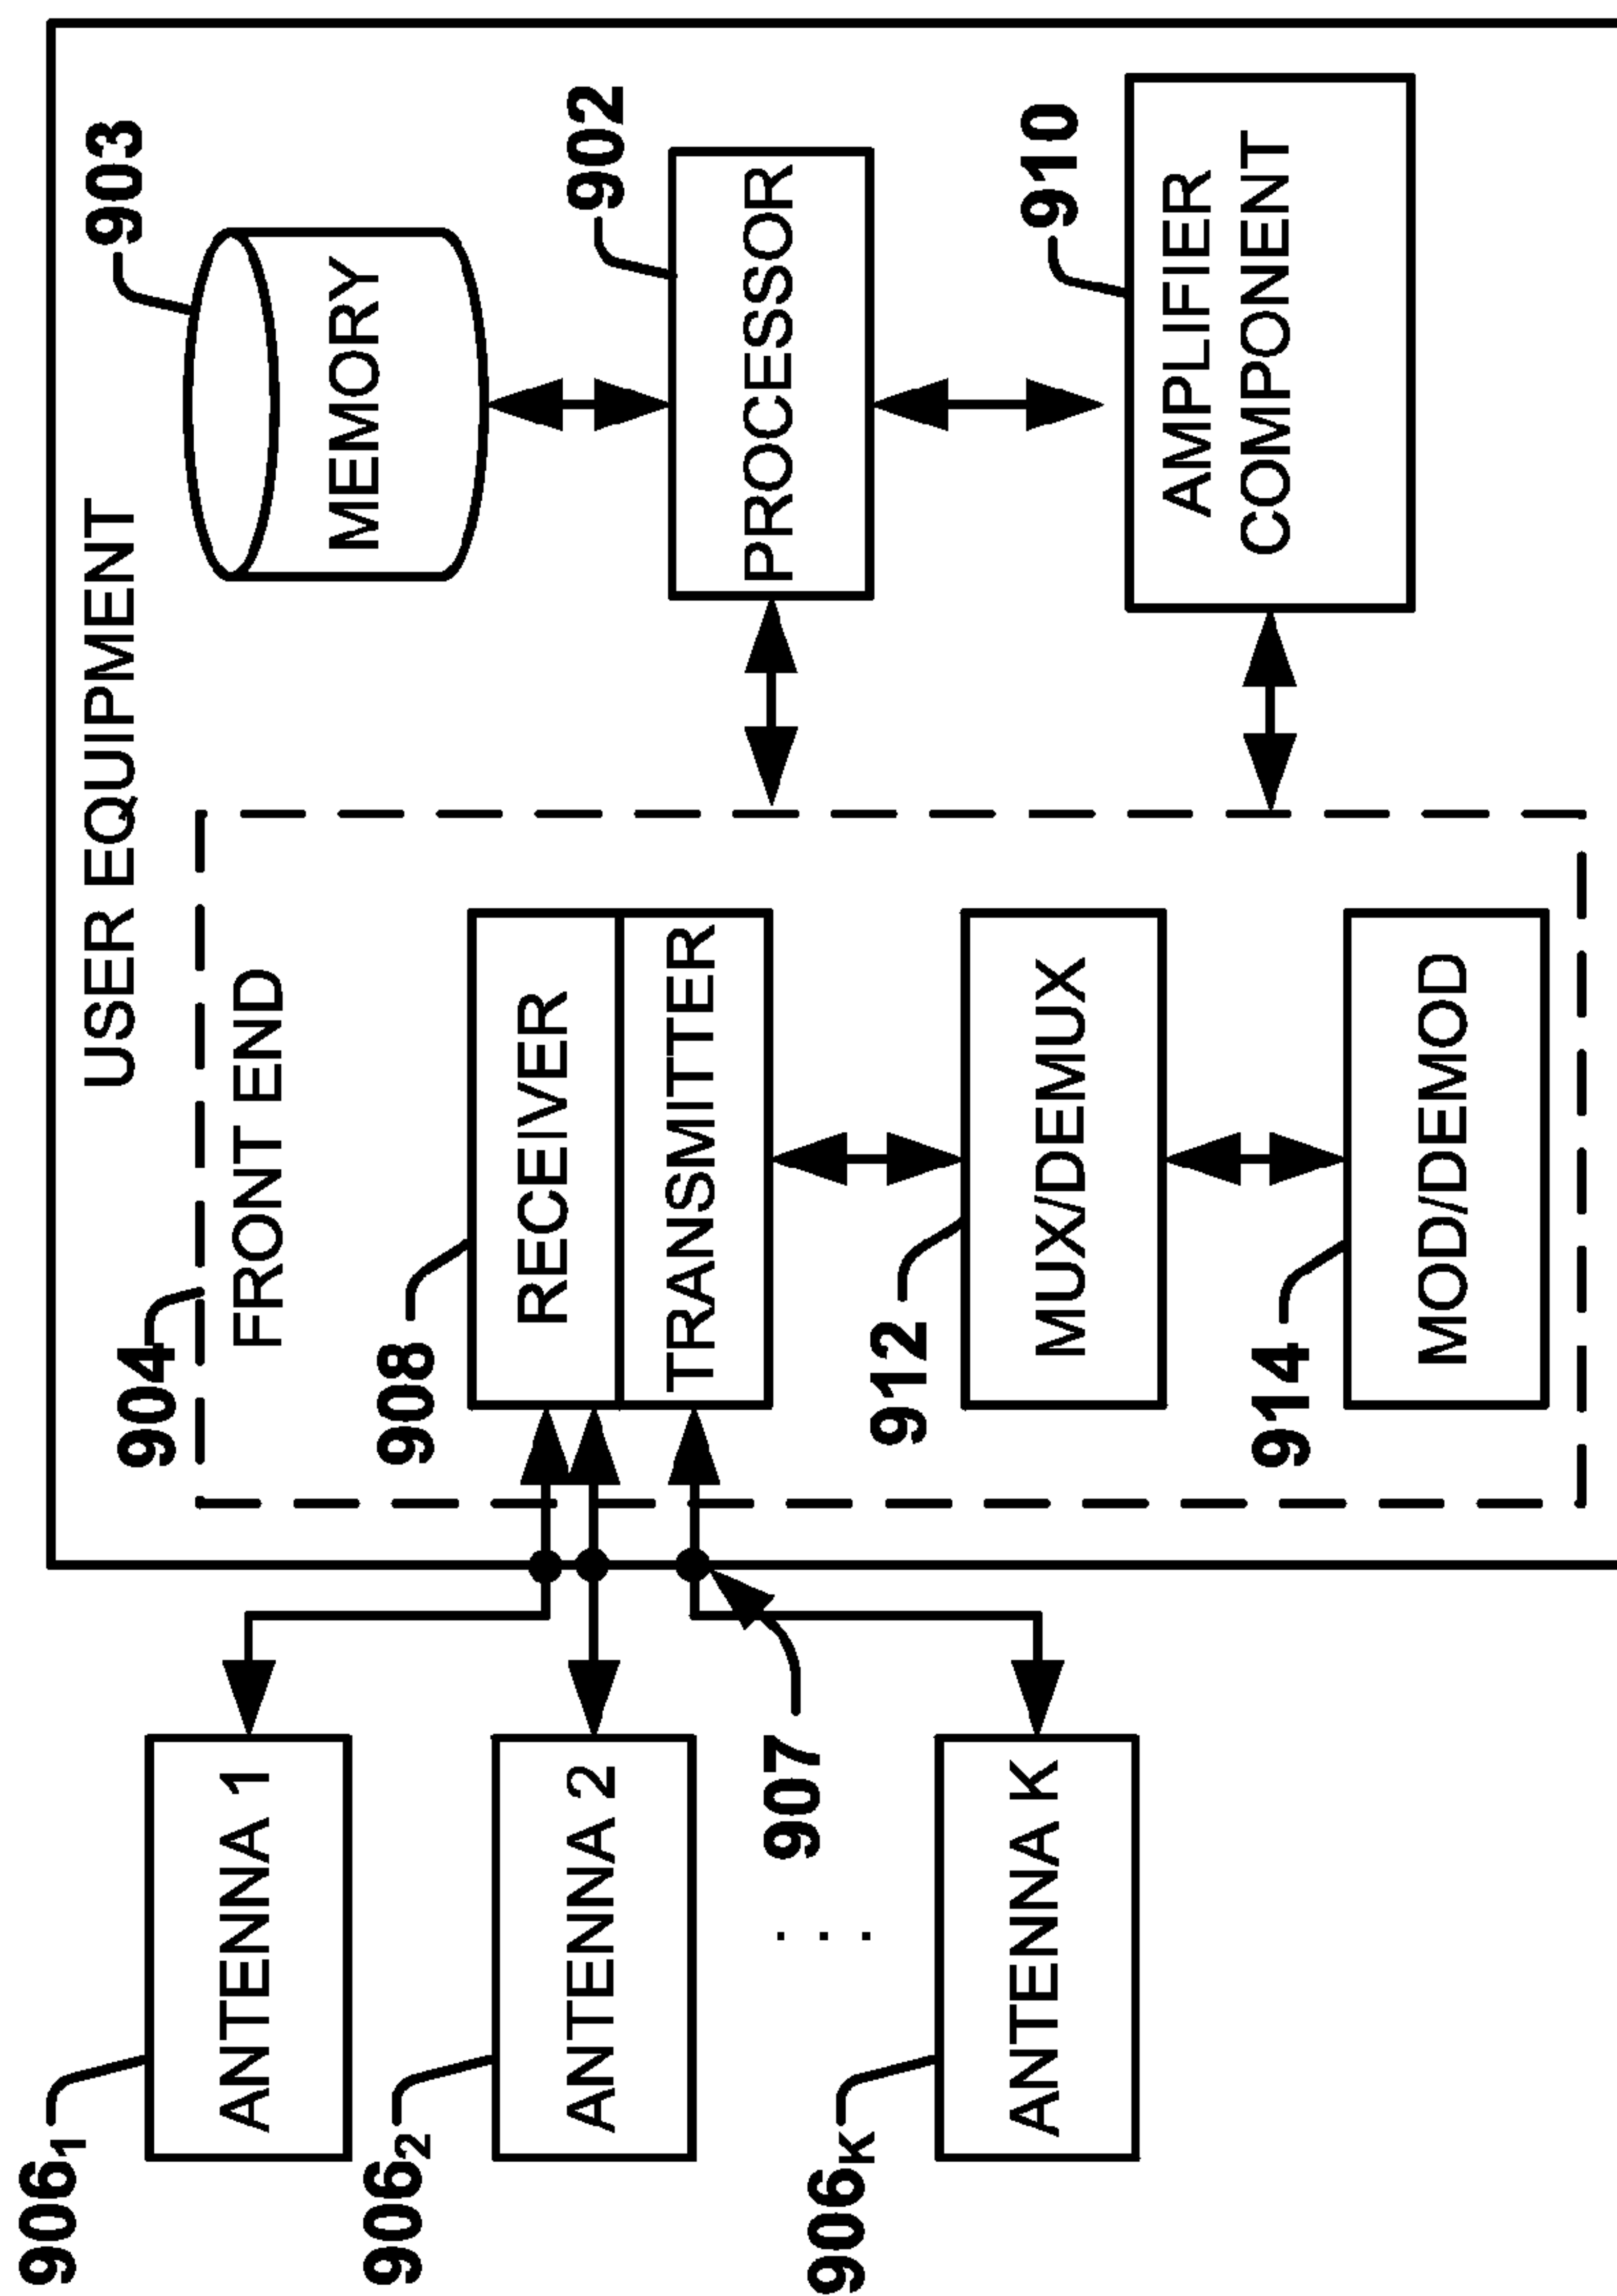 USER EQUIPMENT
906₁
ANTENNA 1
906₂
ANTENNA 2
907
906ₖ
ANTENNA K
904
FRONT END
908
RECEIVER
TRANSMITTER
912
MUX/DEMUX
914
MOD/DEMOD
903
MEMORY
902
PROCESSOR
910
AMPLIFIER
COMPONENT